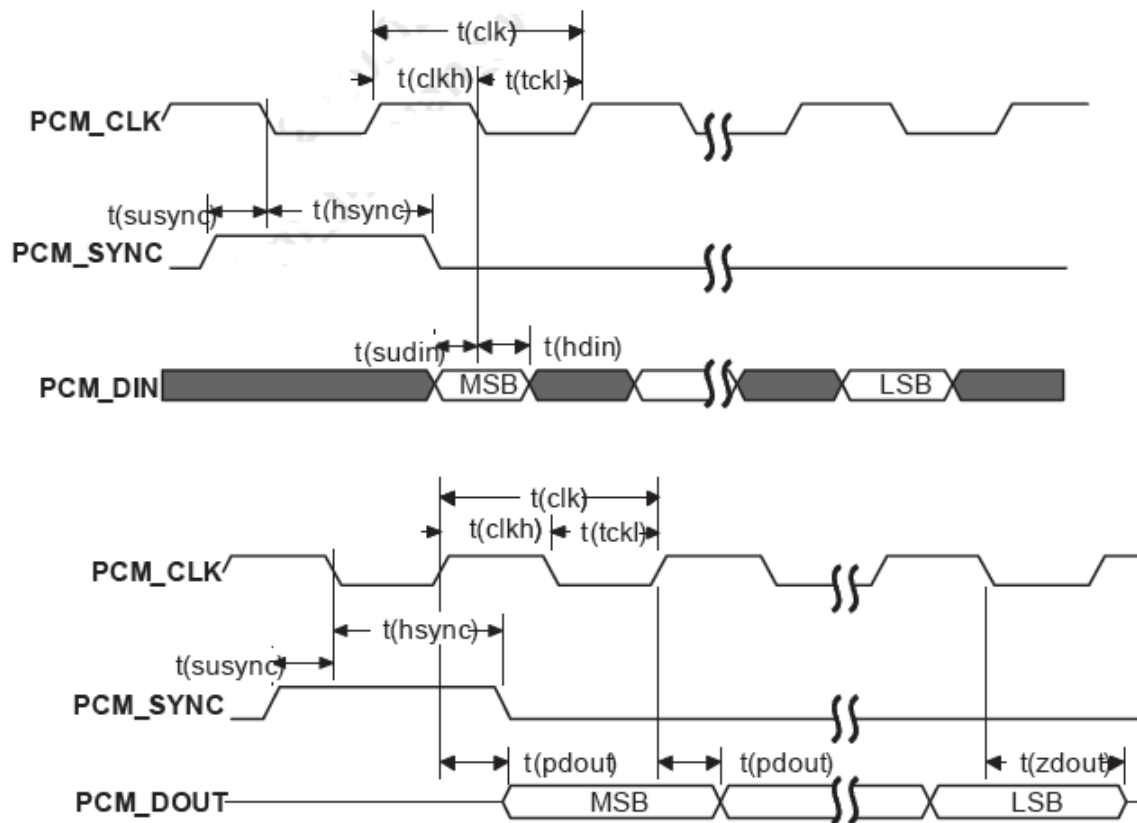 t(clk)
t(clkh) t(tckl)
PCM_CLK
t(susync) t(hsync)
PCM_SYNC
t(sudin) t(hdin)
PCM_DIN MSB LSB
t(clk)
t(clkh) t(tckl)
PCM_CLK
t(hsync)
t(susync)
PCM_SYNC
t(pdout) t(pdout) t(zdout)
PCM_DOUT MSB LSB